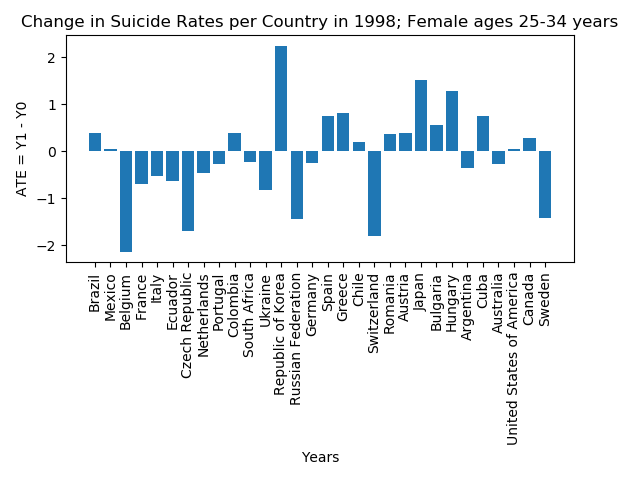 Change in Suicide Rates per Country in 1998; Female ages 25-34 years
ATE = Y1 - Y0
2
1
0
−1
−2
Brazil
Mexico
Belgium
France
Italy
Ecuador
Czech Republic
Netherlands
Portugal
Colombia
South Africa
Ukraine
Republic of Korea
Russian Federation
Germany
Spain
Greece
Chile
Switzerland
Romania
Austria
Japan
Bulgaria
Hungary
Argentina
Cuba
Australia
United States of America
Canada
Sweden
Years